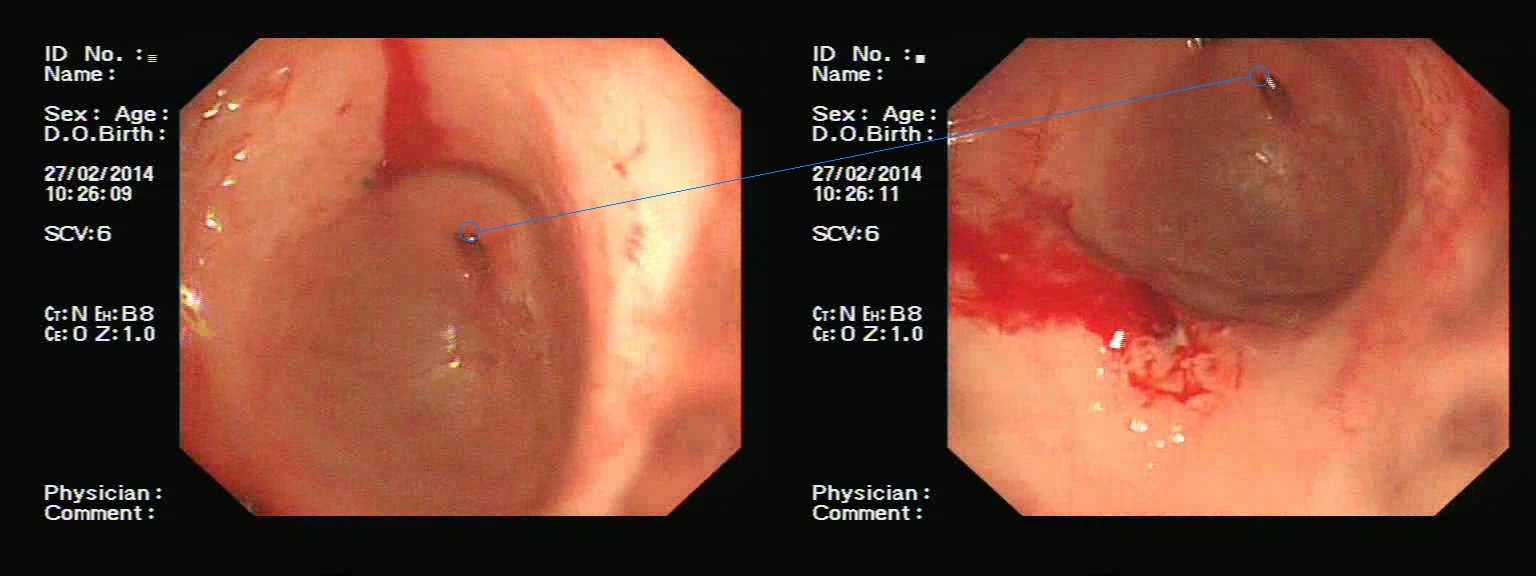 ID No. :
Name:
Sex: Age:
D.O.Birth:
27/02/2014
10:26:09
SCV:6
CT:N EH:B8
CE:0 Z:1.0
Physician:
Comment:
ID No. :
Name:
Sex: Age:
D.O.Birth:
27/02/2014
10:26:11
SCV:6
CT:N EH:B8
CE:0 Z:1.0
Physician:
Comment: